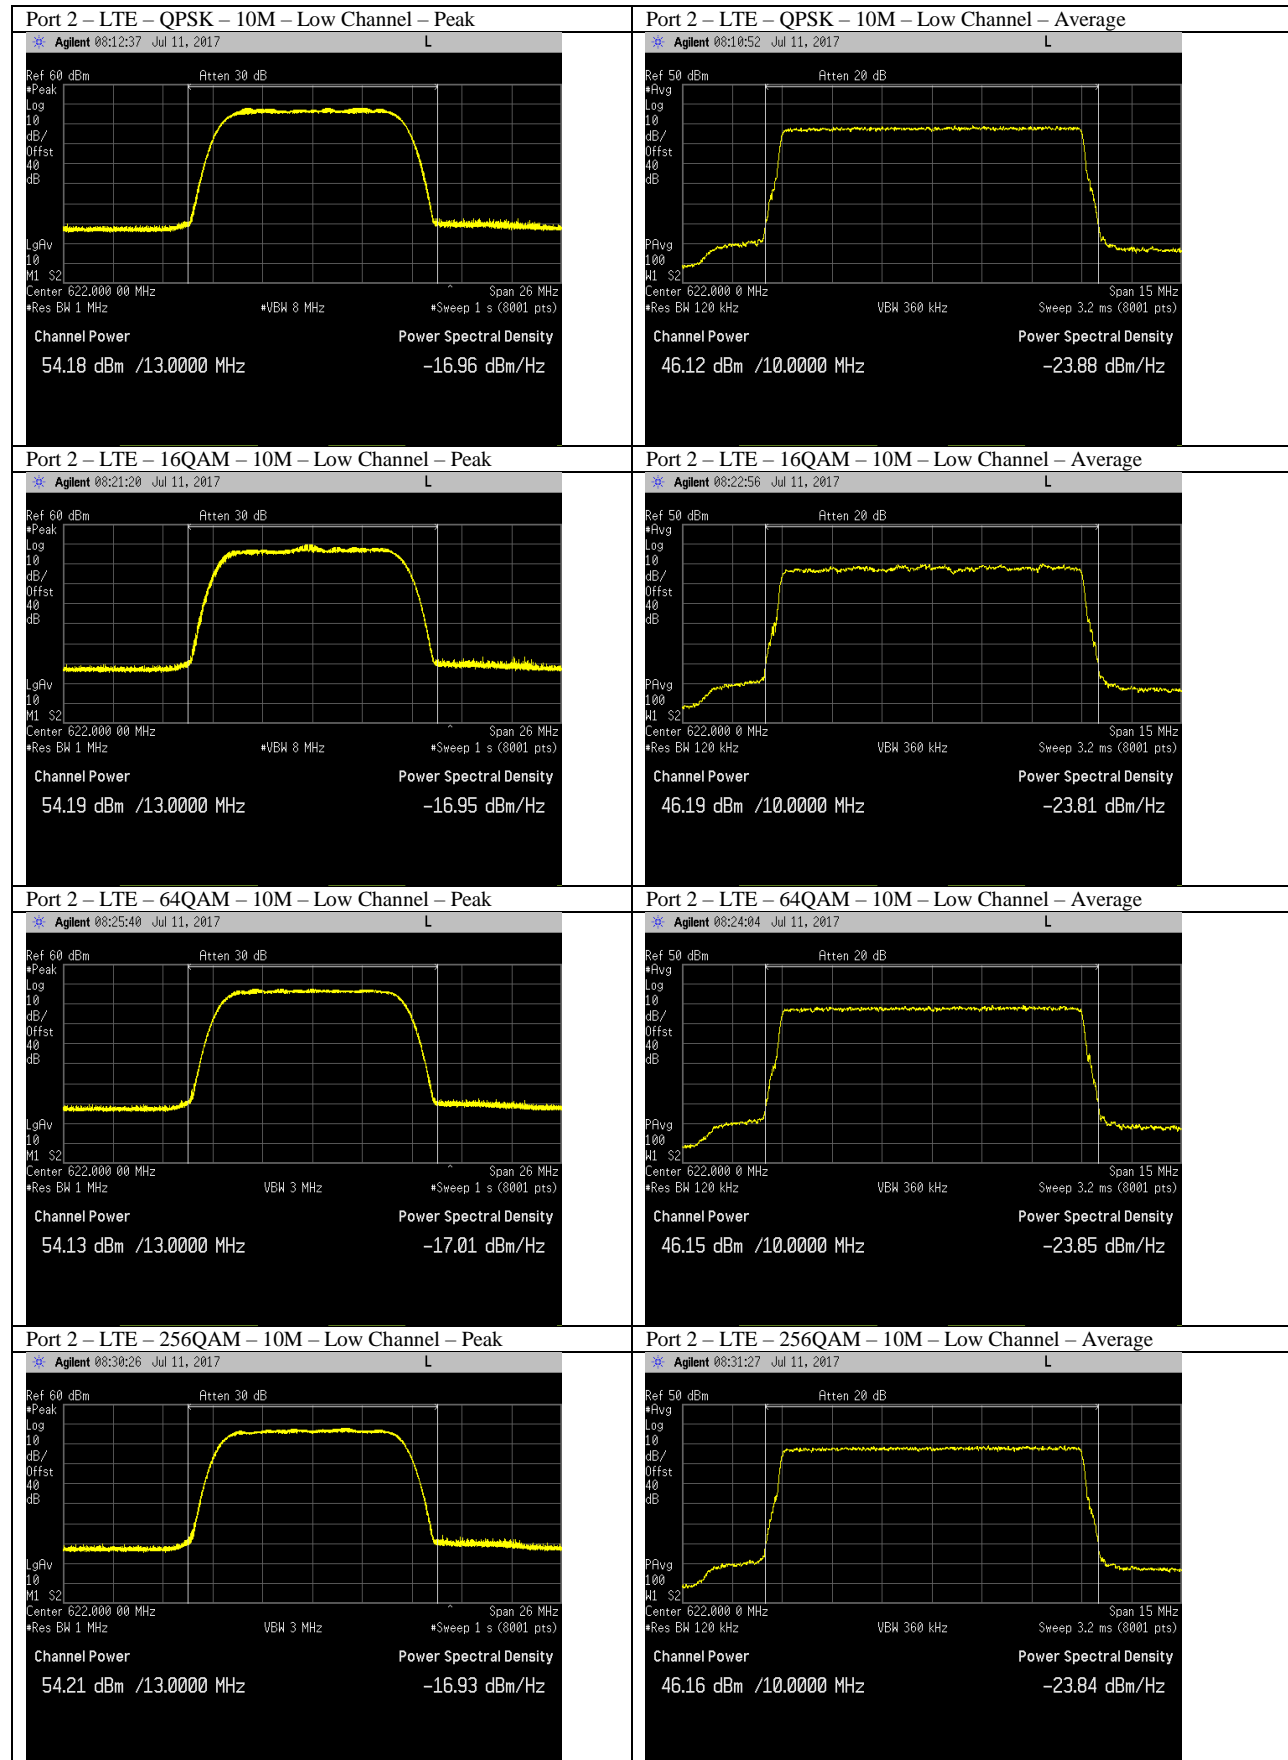 Port 2 – LTE – QPSK – 10M – Low Channel – Peak
Agilent 08:12:37 Jul 11, 2017 L
Ref 60 dBm Atten 30 dB
#Peak
Log
10
dB/
Offst
40
dB
LgAv
10
M1 S2
Center 622.000 00 MHz Span 26 MHz
#Res BW 1 MHz #VBW 8 MHz #Sweep 1 s (8001 pts)
Channel Power Power Spectral Density
54.18 dBm /13.0000 MHz -16.96 dBm/Hz
Port 2 – LTE – QPSK – 10M – Low Channel – Average
Agilent 08:10:52 Jul 11, 2017 L
Ref 50 dBm Atten 20 dB
#Avg
Log
10
dB/
Offst
40
dB
PAvg
100
W1 S2
Center 622.000 0 MHz Span 15 MHz
#Res BW 120 kHz VBW 360 kHz Sweep 3.2 ms (8001 pts)
Channel Power Power Spectral Density
46.12 dBm /10.0000 MHz -23.88 dBm/Hz
Port 2 – LTE – 16QAM – 10M – Low Channel – Peak
Agilent 08:21:20 Jul 11, 2017 L
Ref 60 dBm Atten 30 dB
#Peak
Log
10
dB/
Offst
40
dB
LgAv
10
M1 S2
Center 622.000 00 MHz Span 26 MHz
#Res BW 1 MHz #VBW 8 MHz #Sweep 1 s (8001 pts)
Channel Power Power Spectral Density
54.19 dBm /13.0000 MHz -16.95 dBm/Hz
Port 2 – LTE – 16QAM – 10M – Low Channel – Average
Agilent 08:22:56 Jul 11, 2017 L
Ref 50 dBm Atten 20 dB
#Avg
Log
10
dB/
Offst
40
dB
PAvg
100
W1 S2
Center 622.000 0 MHz Span 15 MHz
#Res BW 120 kHz VBW 360 kHz Sweep 3.2 ms (8001 pts)
Channel Power Power Spectral Density
46.19 dBm /10.0000 MHz -23.81 dBm/Hz
Port 2 – LTE – 64QAM – 10M – Low Channel – Peak
Agilent 08:25:40 Jul 11, 2017 L
Ref 60 dBm Atten 30 dB
#Peak
Log
10
dB/
Offst
40
dB
LgAv
10
M1 S2
Center 622.000 00 MHz Span 26 MHz
#Res BW 1 MHz VBW 3 MHz #Sweep 1 s (8001 pts)
Channel Power Power Spectral Density
54.13 dBm /13.0000 MHz -17.01 dBm/Hz
Port 2 – LTE – 64QAM – 10M – Low Channel – Average
Agilent 08:24:04 Jul 11, 2017 L
Ref 50 dBm Atten 20 dB
#Avg
Log
10
dB/
Offst
40
dB
PAvg
100
W1 S2
Center 622.000 0 MHz Span 15 MHz
#Res BW 120 kHz VBW 360 kHz Sweep 3.2 ms (8001 pts)
Channel Power Power Spectral Density
46.15 dBm /10.0000 MHz -23.85 dBm/Hz
Port 2 – LTE – 256QAM – 10M – Low Channel – Peak
Agilent 08:30:26 Jul 11, 2017 L
Ref 60 dBm Atten 30 dB
#Peak
Log
10
dB/
Offst
40
dB
LgAv
10
M1 S2
Center 622.000 00 MHz Span 26 MHz
#Res BW 1 MHz VBW 3 MHz #Sweep 1 s (8001 pts)
Channel Power Power Spectral Density
54.21 dBm /13.0000 MHz -16.93 dBm/Hz
Port 2 – LTE – 256QAM – 10M – Low Channel – Average
Agilent 08:31:27 Jul 11, 2017 L
Ref 50 dBm Atten 20 dB
#Avg
Log
10
dB/
Offst
40
dB
PAvg
100
W1 S2
Center 622.000 0 MHz Span 15 MHz
#Res BW 120 kHz VBW 360 kHz Sweep 3.2 ms (8001 pts)
Channel Power Power Spectral Density
46.16 dBm /10.0000 MHz -23.84 dBm/Hz